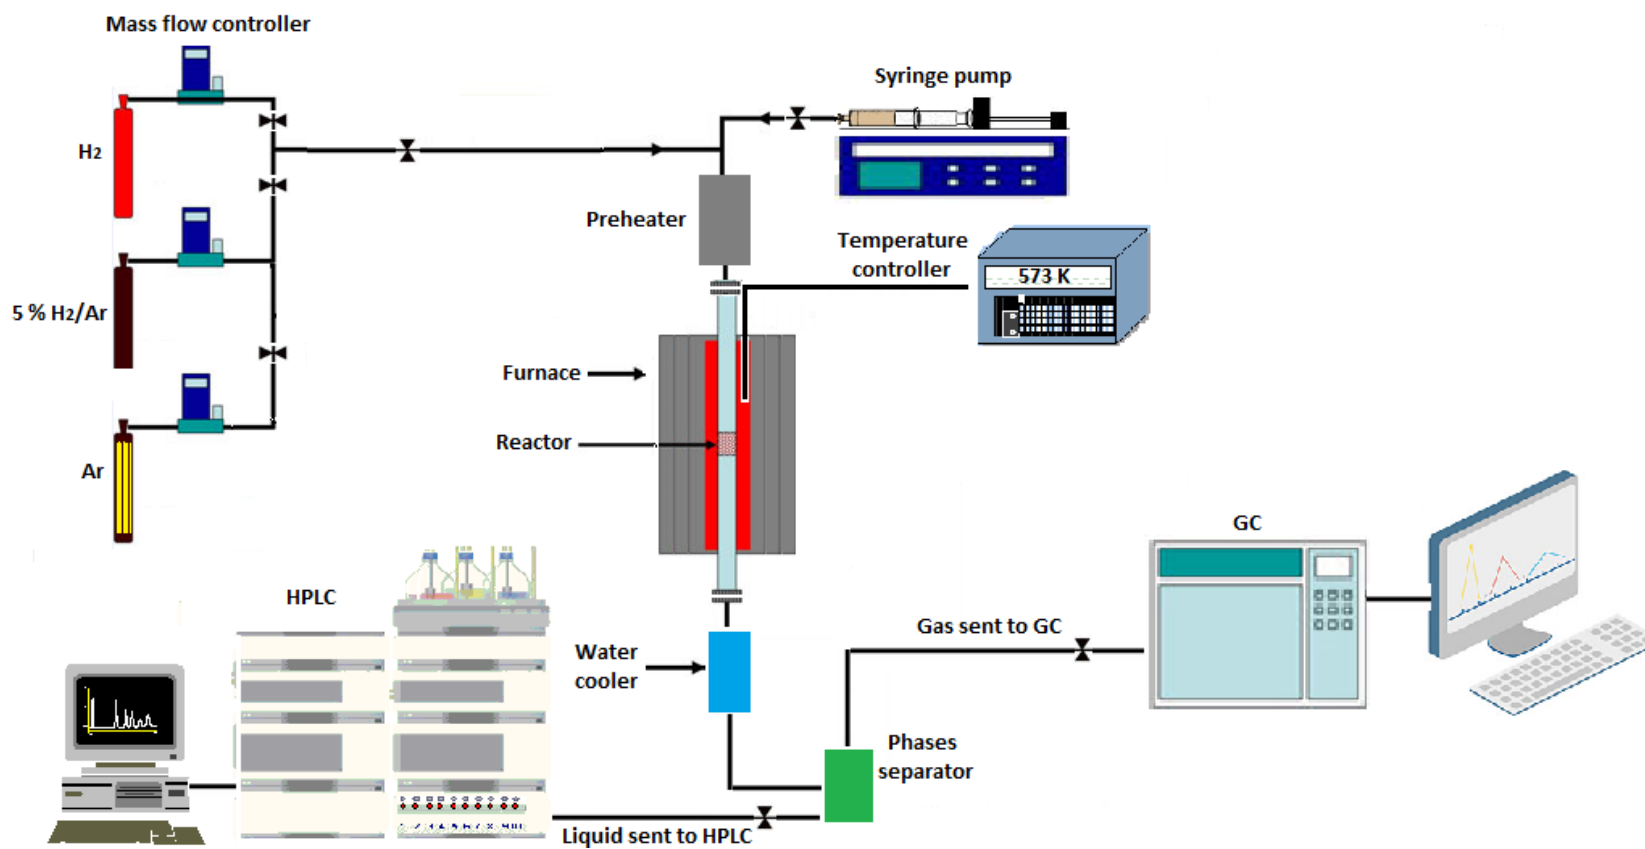 Mass flow controller
Syringe pump
H2
Preheater
Temperature
controller
573 K
5 % H2/Ar
Furnace
Reactor
Ar
GC
HPLC
Gas sent to GC
Water
cooler
Phases
separator
Liquid sent to HPLC